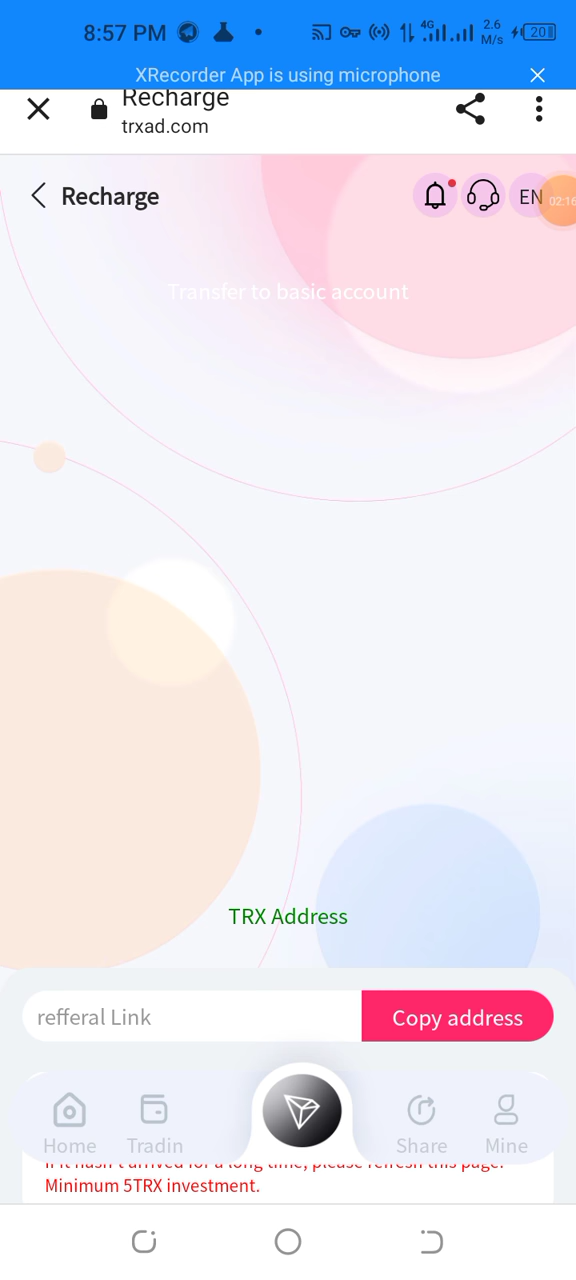 8:57 PM
4G
2.6
M/s
20
XRecorder App is using microphone
Recharge
trxad.com
Recharge
EN
02:16
Transfer to basic account
TRX Address
refferal Link
Copy address
Home
Tradin
Share
Mine
If it hasn't arrived for a long time, please refresh this page.
Minimum 5TRX investment.